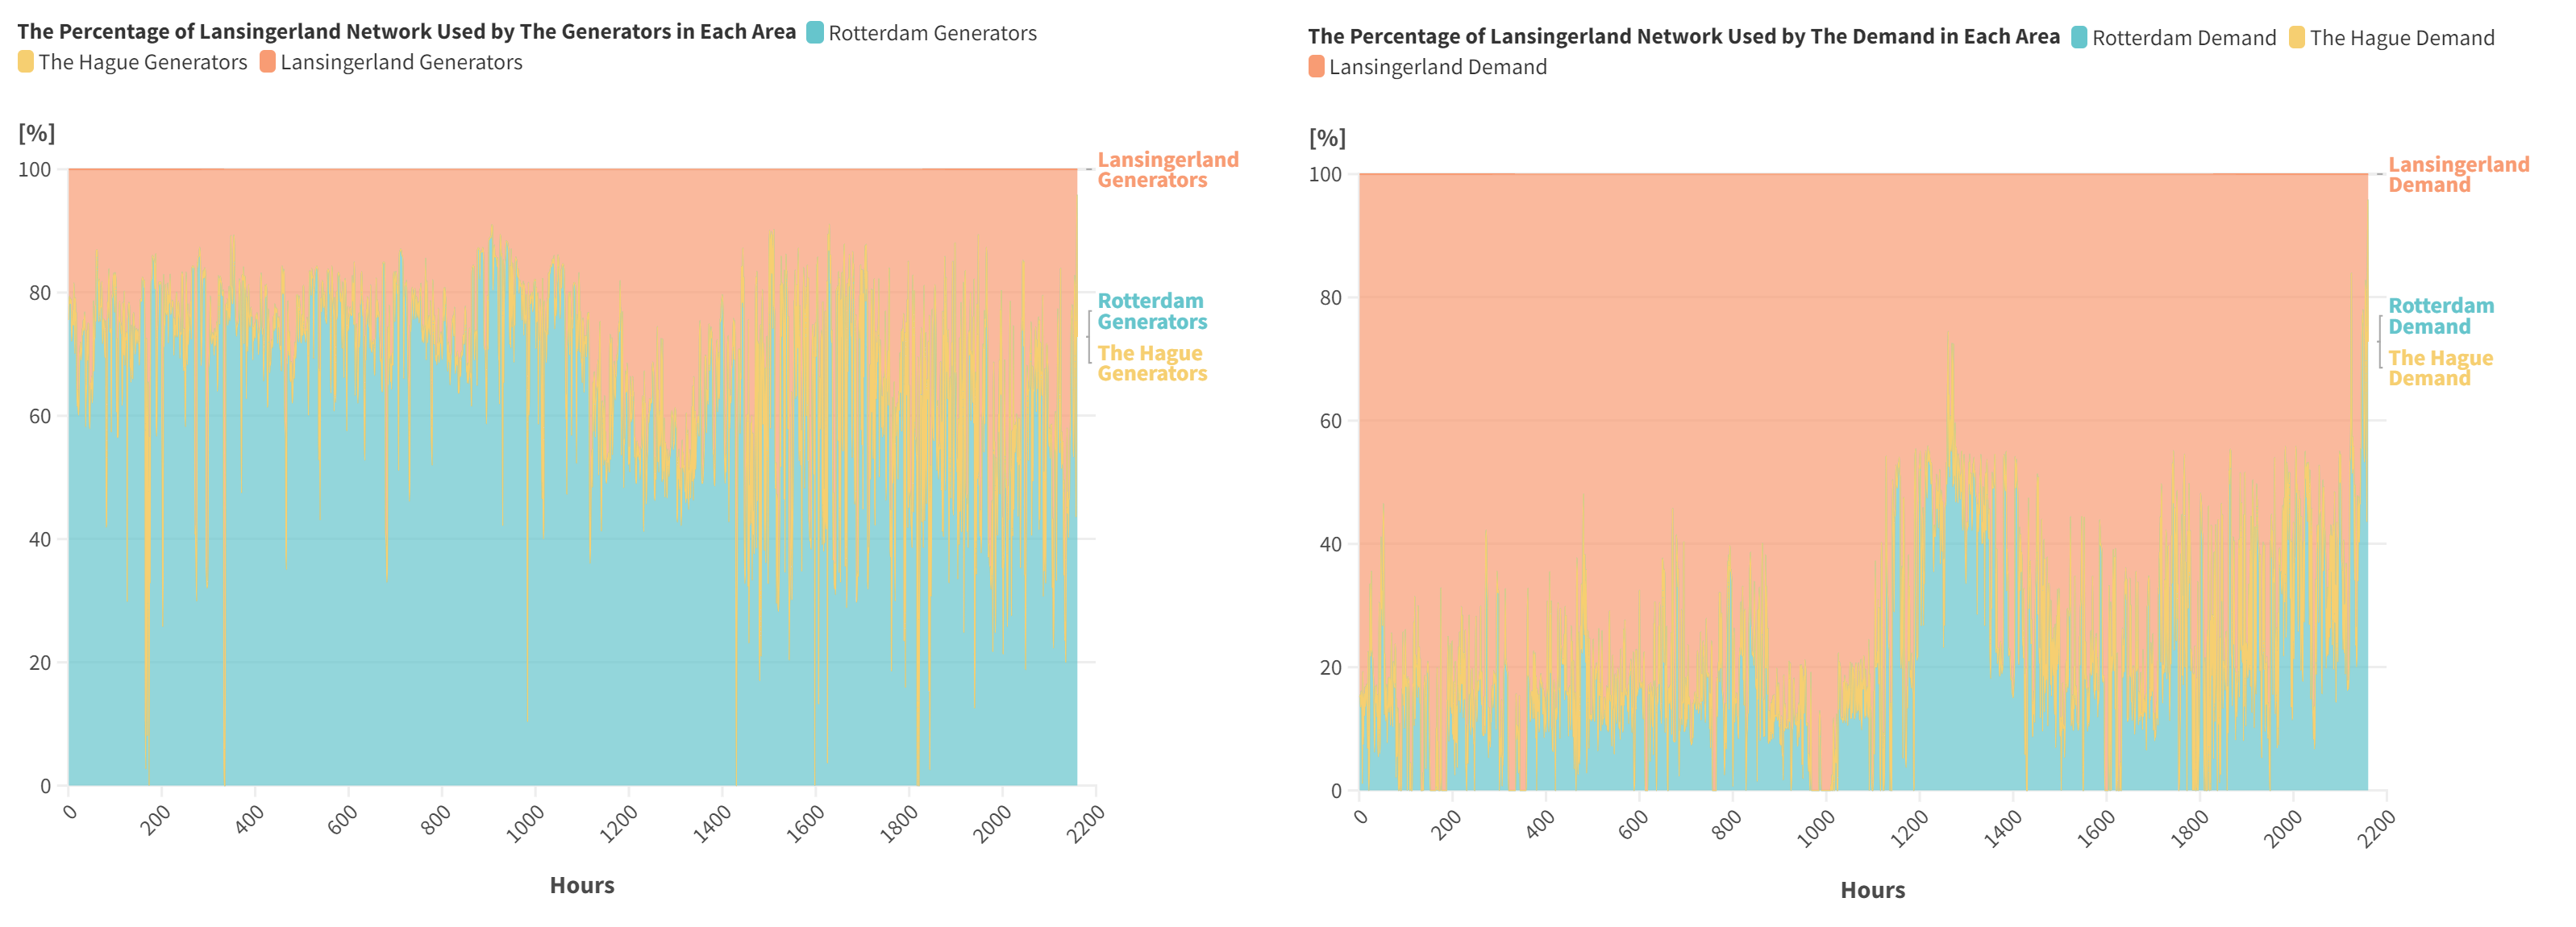 The Percentage of Lansingerland Network Used by The Generators in Each Area Rotterdam Generators
The Hague Generators Lansingerland Generators
[%]
100
80
60
40
20
0
0 200 400 600 800 1000 1200 1400 1600 1800 2000 2200
Hours
Lansingerland
Generators
Rotterdam
Generators
The Hague
Generators
The Percentage of Lansingerland Network Used by The Demand in Each Area Rotterdam Demand The Hague Demand
Lansingerland Demand
[%]
100
80
60
40
20
0
0 200 400 600 800 1000 1200 1400 1600 1800 2000 2200
Hours
Lansingerland
Demand
Rotterdam
Demand
The Hague
Demand